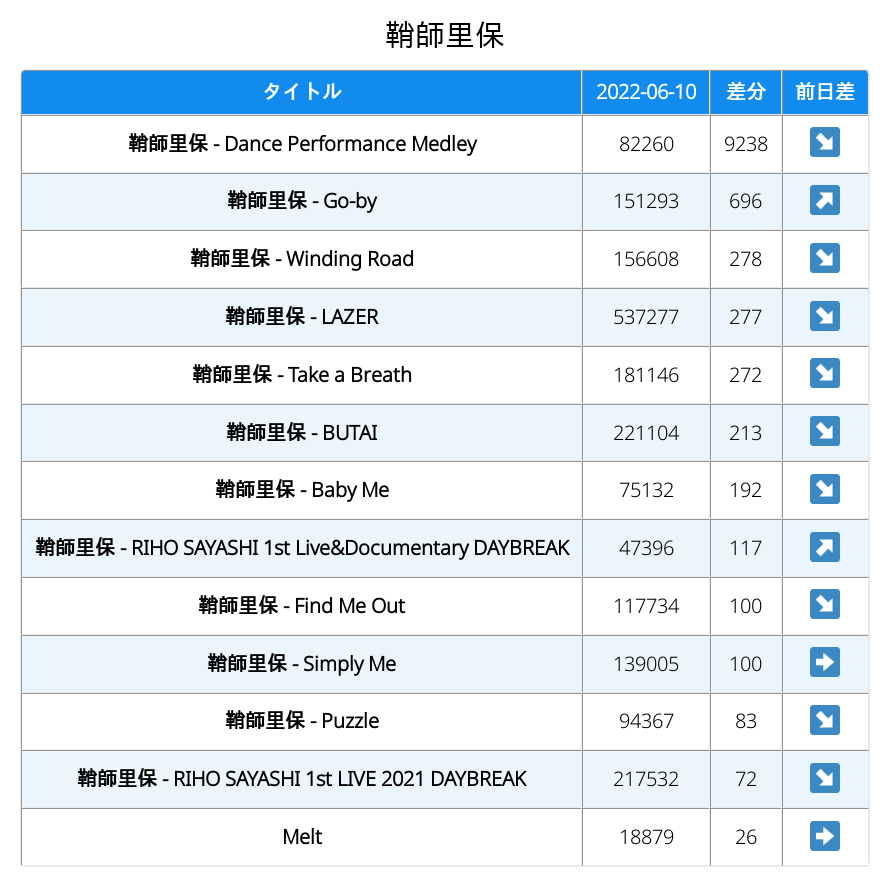 鞘師里保
タイトル 2022-06-10 差分 前日差
鞘師里保 - Dance Performance Medley 82260 9238 ↘
鞘師里保 - Go-by 151293 696 ↗
鞘師里保 - Winding Road 156608 278 ↘
鞘師里保 - LAZER 537277 277 ↘
鞘師里保 - Take a Breath 181146 272 ↘
鞘師里保 - BUTAI 221104 213 ↘
鞘師里保 - Baby Me 75132 192 ↘
鞘師里保 - RIHO SAYASHI 1st Live&Documentary DAYBREAK 47396 117 ↗
鞘師里保 - Find Me Out 117734 100 ↘
鞘師里保 - Simply Me 139005 100 ➡
鞘師里保 - Puzzle 94367 83 ↘
鞘師里保 - RIHO SAYASHI 1st LIVE 2021 DAYBREAK 217532 72 ↘
Melt 18879 26 ➡